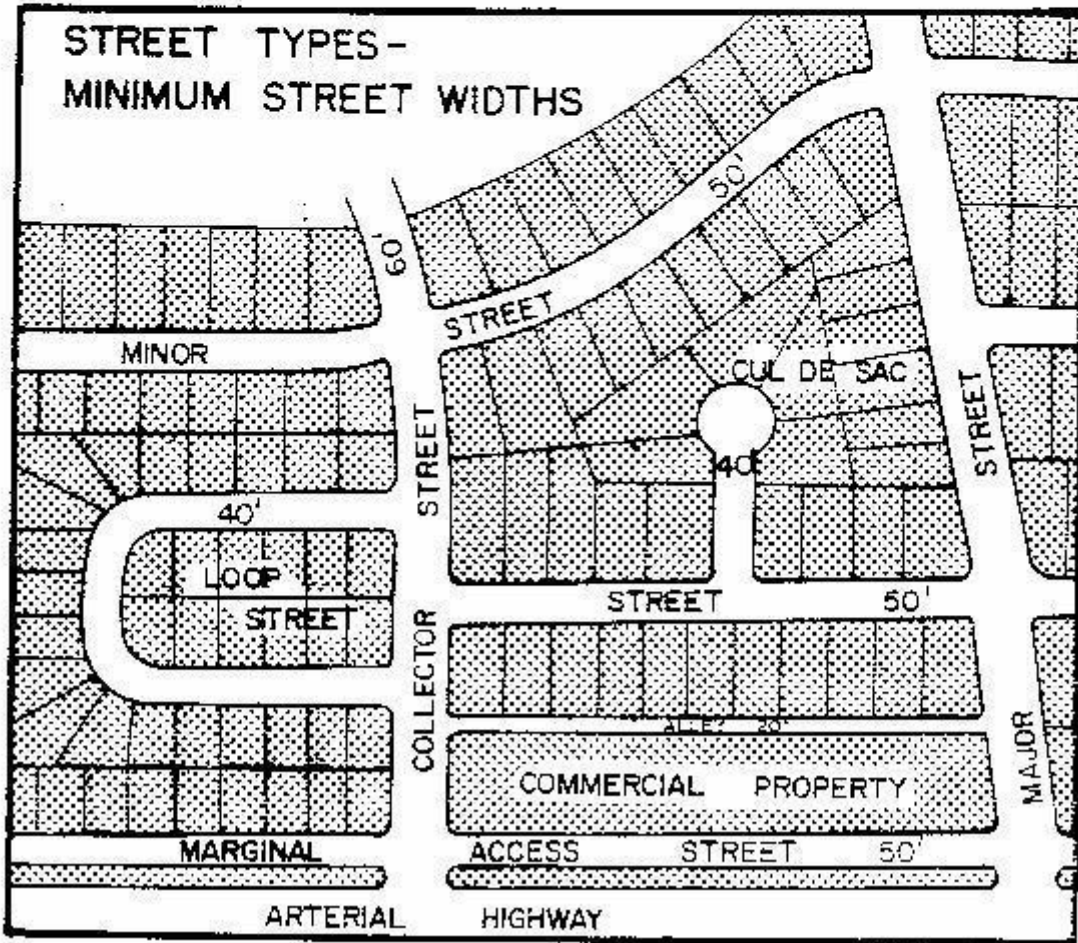 STREET TYPES-
MINIMUM STREET WIDTHS
50'
60'
STREET
MINOR
CUL DE SAC
STREET
STREET
40'
40'
LOOP
STREET
STREET 50'
COLLECTOR
MAJOR
COMMERCIAL PROPERTY
MARGINAL ACCESS STREET 50'
ARTERIAL HIGHWAY